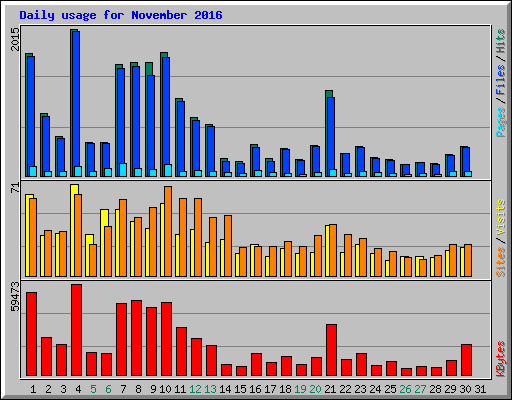 Daily usage for November 2016
2015
Pages / Files / Hits
71
Sites / Visits
59473
KBytes
1 2 3 4 5 6 7 8 9 10 11 12 13 14 15 16 17 18 19 20 21 22 23 24 25 26 27 28 29 30 31